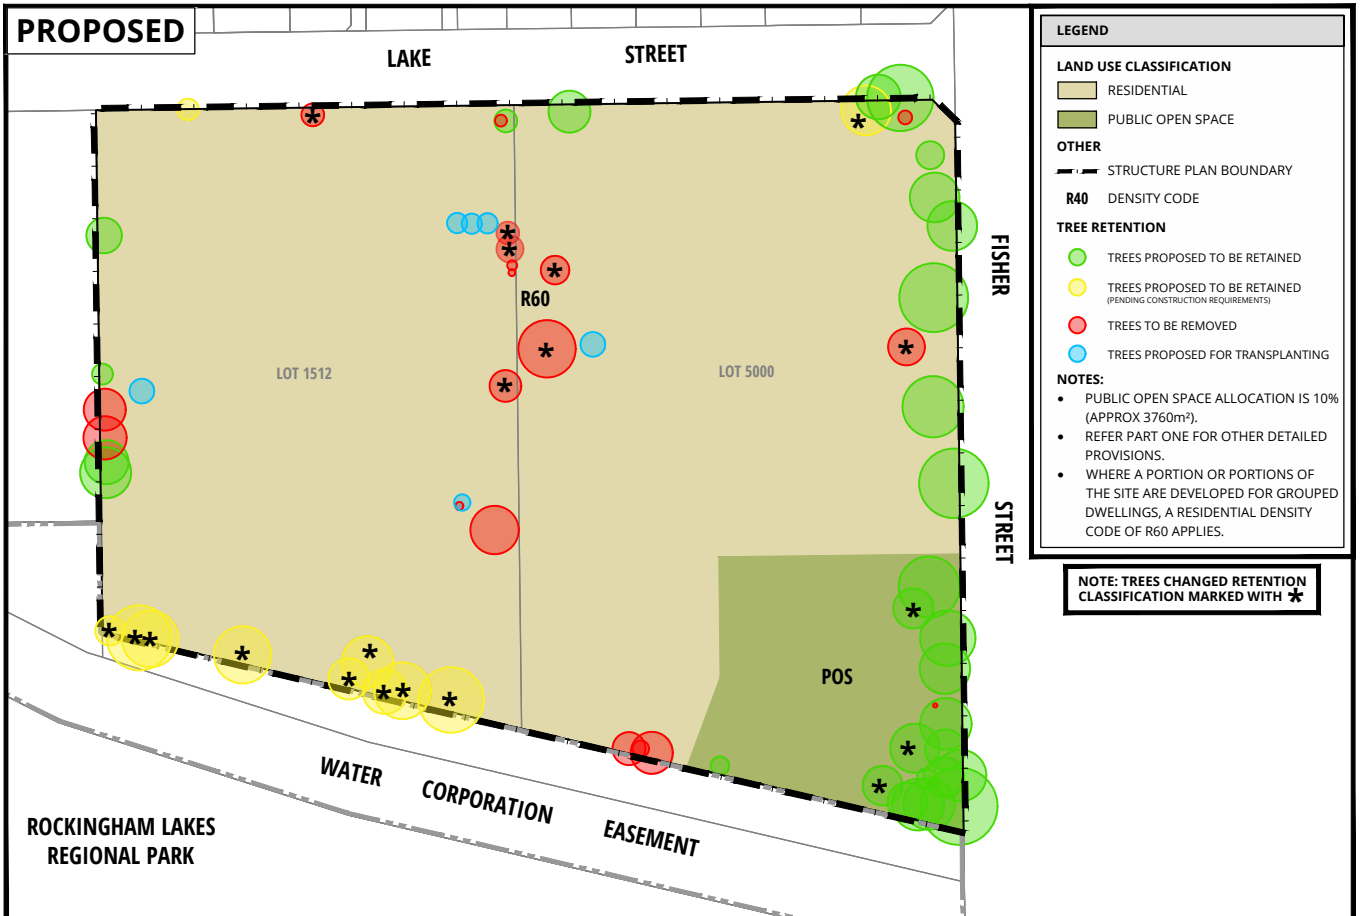 PROPOSED
LAKE STREET
FISHER STREET
R60
LOT 1512
LOT 5000
POS
* * * * * * * * * * * * * * * * * * * * *
WATER CORPORATION EASEMENT
ROCKINGHAM LAKES
REGIONAL PARK
LEGEND
LAND USE CLASSIFICATION
RESIDENTIAL
PUBLIC OPEN SPACE
OTHER
STRUCTURE PLAN BOUNDARY
R40 DENSITY CODE
TREE RETENTION
TREES PROPOSED TO BE RETAINED
TREES PROPOSED TO BE RETAINED
(PENDING CONSTRUCTION REQUIREMENTS)
TREES TO BE REMOVED
TREES PROPOSED FOR TRANSPLANTING
NOTES:
• PUBLIC OPEN SPACE ALLOCATION IS 10%
(APPROX 3760m²).
• REFER PART ONE FOR OTHER DETAILED
PROVISIONS.
• WHERE A PORTION OR PORTIONS OF
THE SITE ARE DEVELOPED FOR GROUPED
DWELLINGS, A RESIDENTIAL DENSITY
CODE OF R60 APPLIES.
NOTE: TREES CHANGED RETENTION
CLASSIFICATION MARKED WITH *